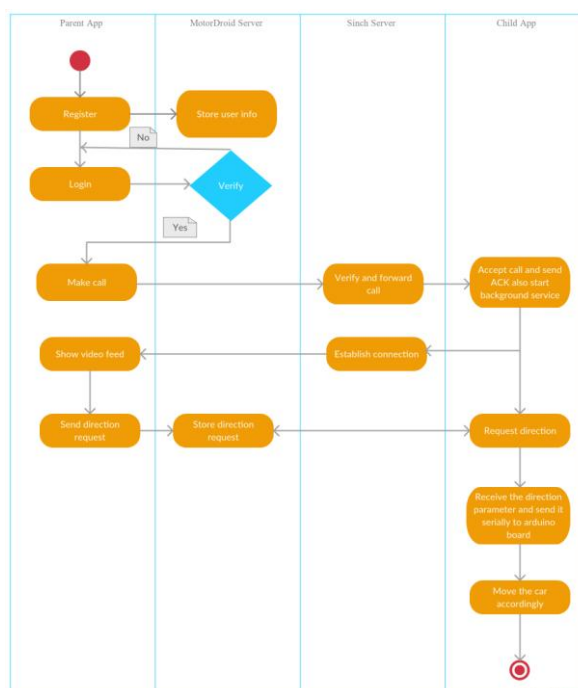 Parent App
MotorDroid Server
Sinch Server
Child App
Register
Store user info
No
Login
Verify
Yes
Make call
Verify and forward
call
Accept call and send
ACK also start
background service
Show video feed
Establish connection
Send direction
request
Store direction
request
Request direction
Receive the direction
parameter and send it
serially to arduino
board
Move the car
accordingly